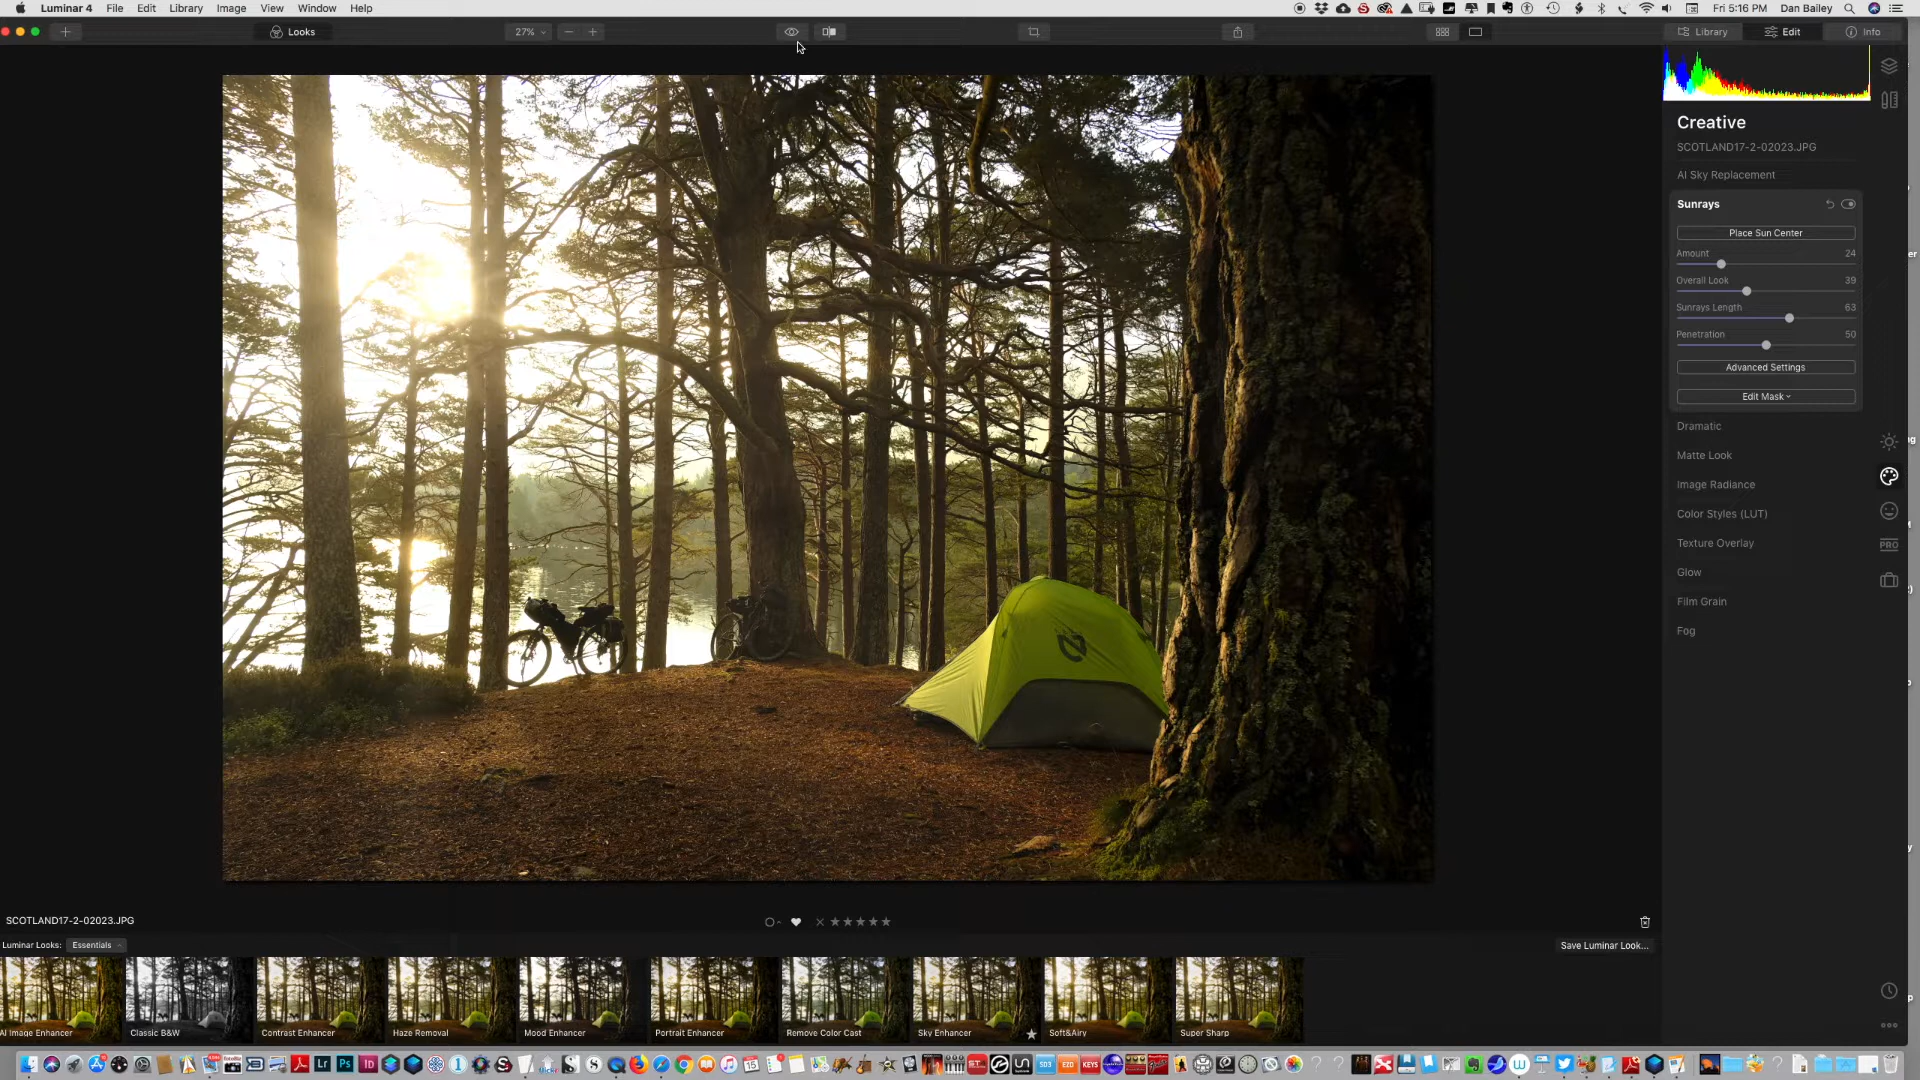 Luminar 4 File Edit Library Image View Window Help
Fri 5:16 PM Dan Bailey
Looks
27%
Library Edit Info
Creative
SCOTLAND17-2-02023.JPG
AI Sky Replacement
Sunrays
Place Sun Center
Amount 24
Overall Look 39
Sunrays Length 63
Penetration 50
Advanced Settings
Edit Mask
Dramatic
Matte Look
Image Radiance
Color Styles (LUT)
Texture Overlay
Glow
Film Grain
Fog
PRO
SCOTLAND17-2-02023.JPG
Luminar Looks: Essentials
Save Luminar Look...
AI Image Enhancer
Classic B&W
Contrast Enhancer
Haze Removal
Mood Enhancer
Portrait Enhancer
Remove Color Cast
Sky Enhancer
Soft&Airy
Super Sharp